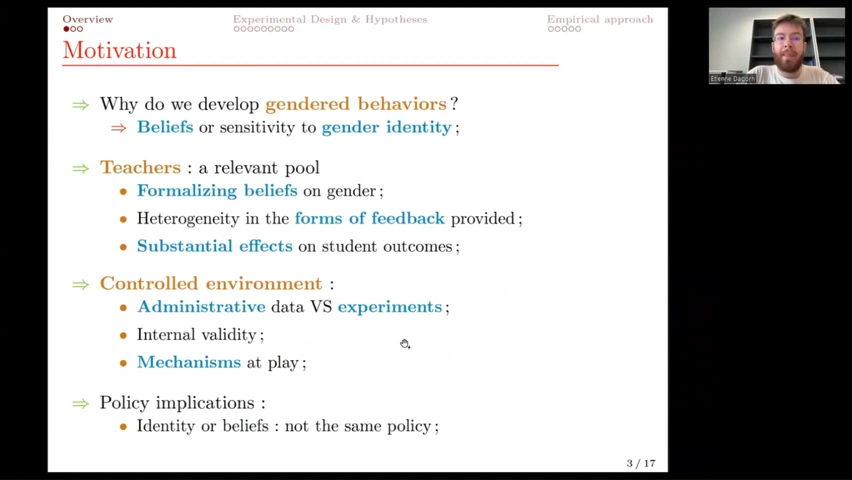 Overview
Experimental Design & Hypotheses
Empirical approach
Motivation
⇒ Why do we develop gendered behaviors ?
⇒ Beliefs or sensitivity to gender identity ;
⇒ Teachers : a relevant pool
• Formalizing beliefs on gender ;
• Heterogeneity in the forms of feedback provided ;
• Substantial effects on student outcomes ;
⇒ Controlled environment :
• Administrative data VS experiments ;
• Internal validity ;
• Mechanisms at play ;
⇒ Policy implications :
• Identity or beliefs : not the same policy ;
3 / 17
Etienne Dagorn